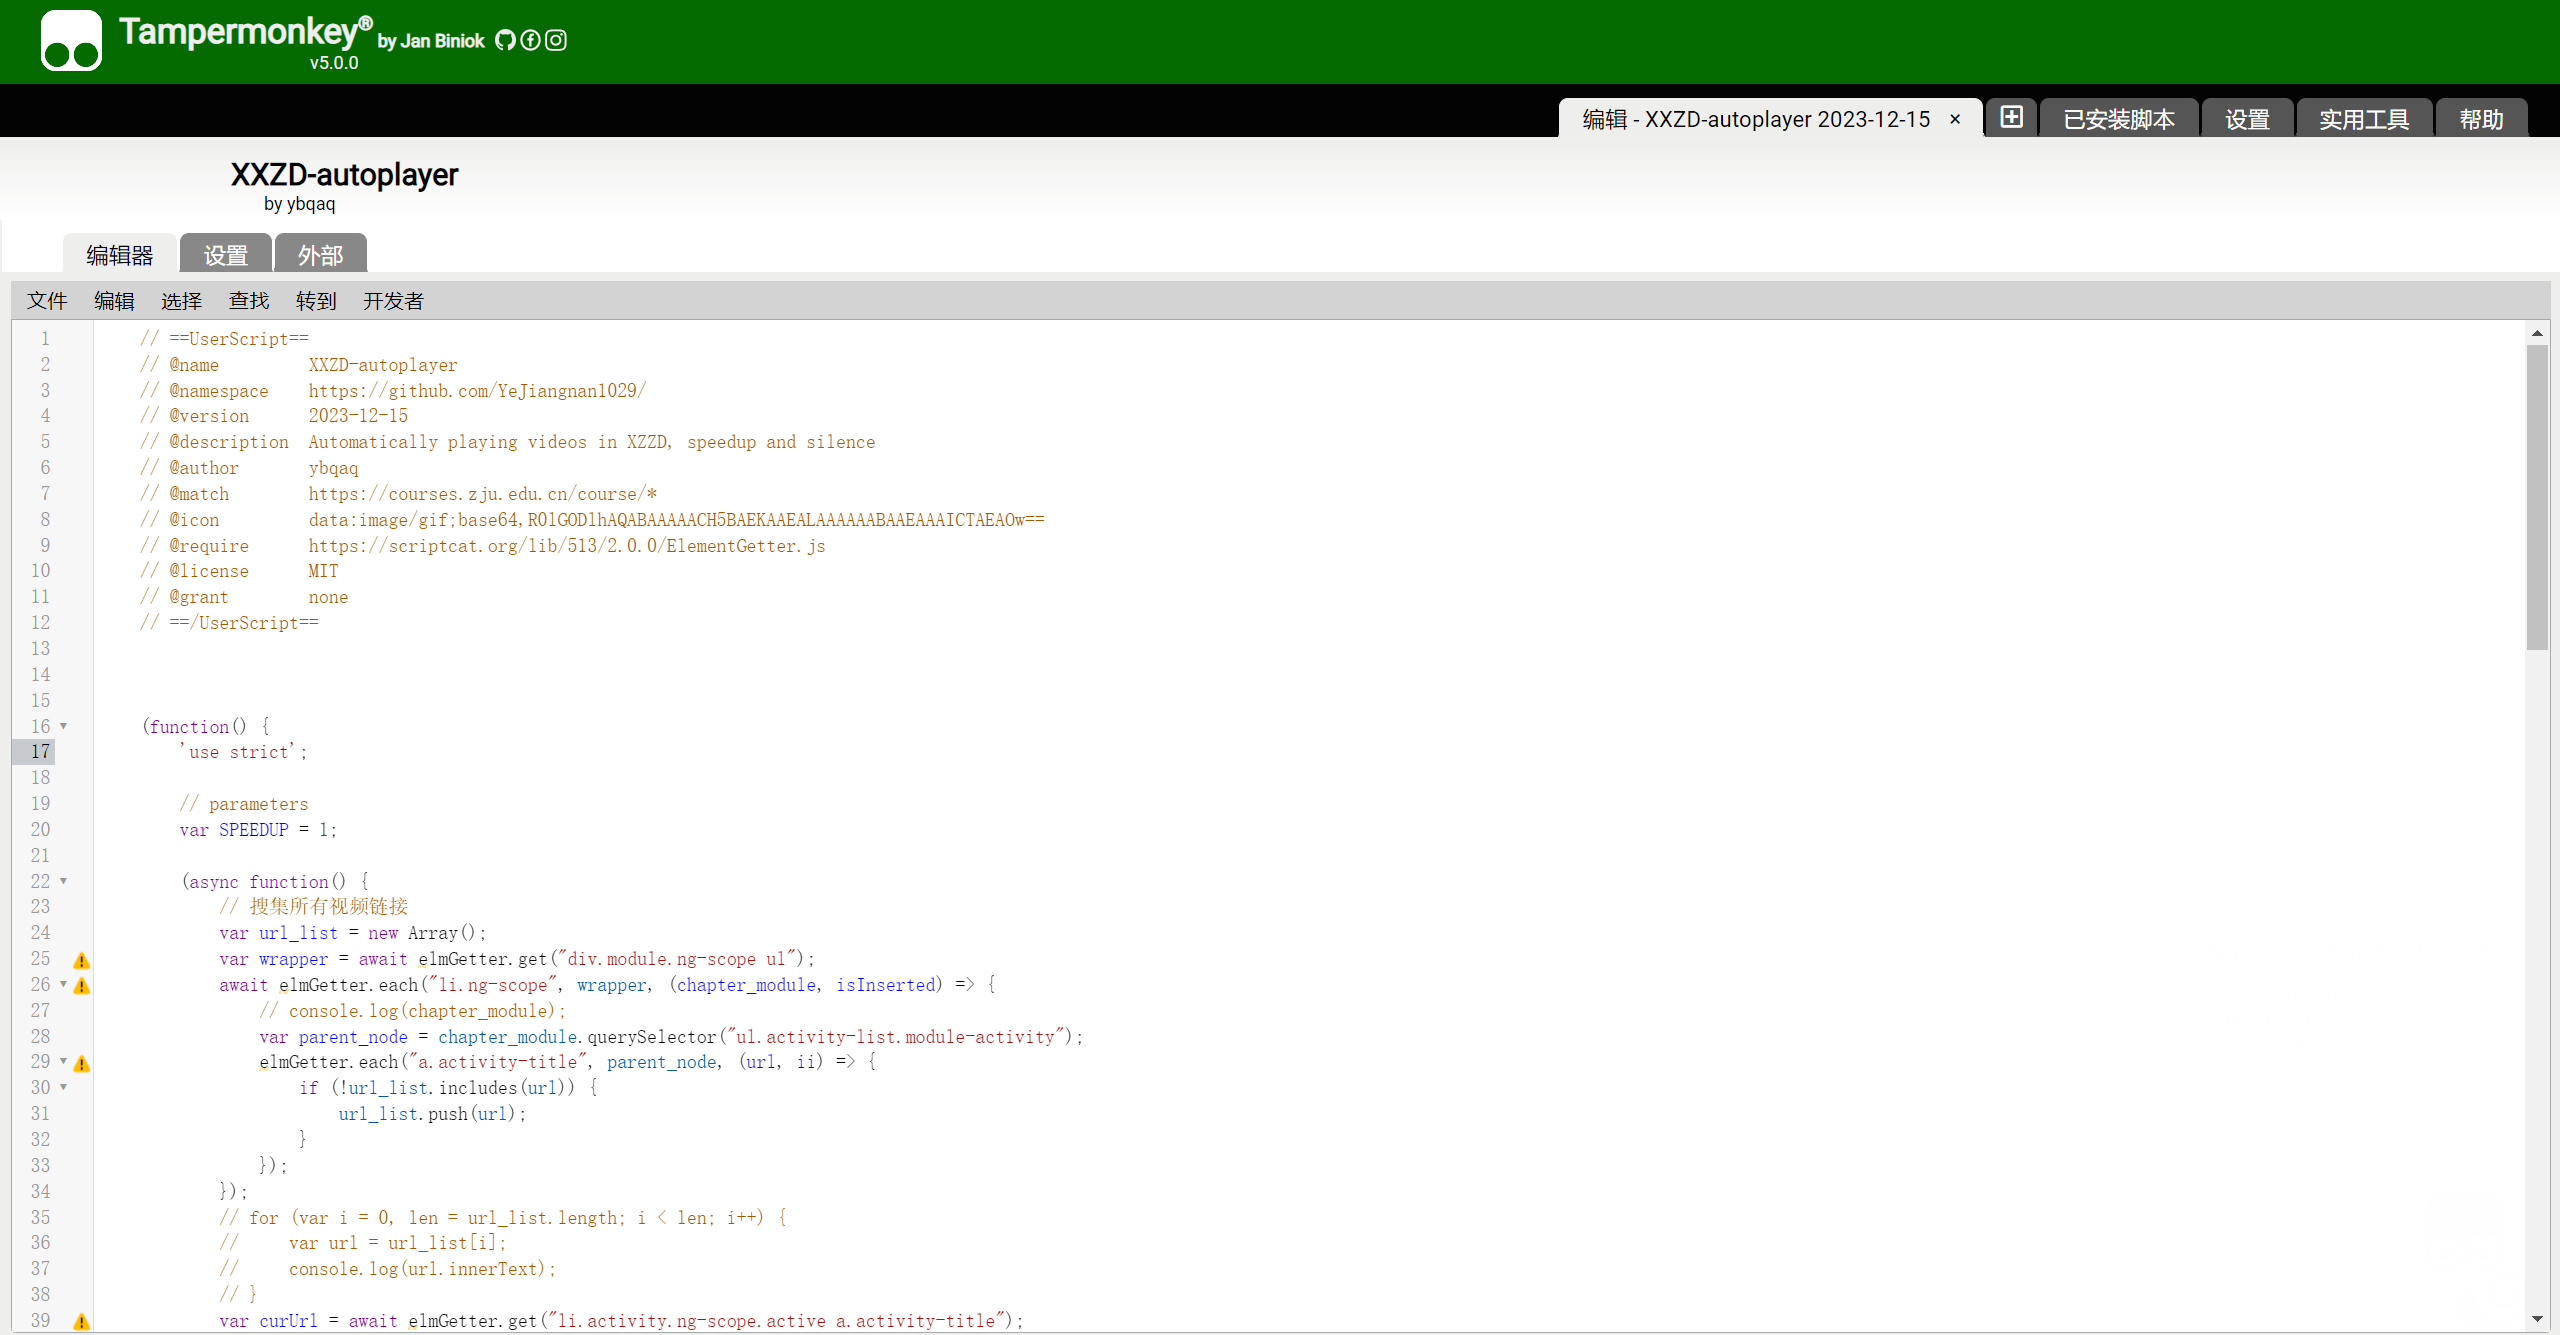 Tampermonkey® by Jan Biniok
v5.0.0
编辑 - XXZD-autoplayer 2023-12-15 × 已安装脚本 设置 实用工具 帮助
XXZD-autoplayer
by ybqaq
编辑器 设置 外部
文件 编辑 选择 查找 转到 开发者
1 // ==UserScript==
2 // @name XXZD-autoplayer
3 // @namespace https://github.com/YeJiangnan1029/
4 // @version 2023-12-15
5 // @description Automatically playing videos in XZZD, speedup and silence
6 // @author ybqaq
7 // @match https://courses.zju.edu.cn/course/*
8 // @icon data:image/gif;base64,R0lGODlhAQABAAAAACH5BAEKAAEALAAAAAABAAEAAAICTAEAOw==
9 // @require https://scriptcat.org/lib/513/2.0.0/ElementGetter.js
10 // @license MIT
11 // @grant none
12 // ==/UserScript==
13
14
15
16 (function() {
17 'use strict';
18
19 // parameters
20 var SPEEDUP = 1;
21
22 (async function() {
23 // 搜集所有视频链接
24 var url_list = new Array();
25 var wrapper = await elmGetter.get("div.module.ng-scope ul");
26 await elmGetter.each("li.ng-scope", wrapper, (chapter_module, isInserted) => {
27 // console.log(chapter_module);
28 var parent_node = chapter_module.querySelector("ul.activity-list.module-activity");
29 elmGetter.each("a.activity-title", parent_node, (url, ii) => {
30 if (!url_list.includes(url)) {
31 url_list.push(url);
32 }
33 });
34 });
35 // for (var i = 0, len = url_list.length; i < len; i++) {
36 // var url = url_list[i];
37 // console.log(url.innerText);
38 // }
39 var curUrl = await elmGetter.get("li.activity.ng-scope.active a.activity-title");